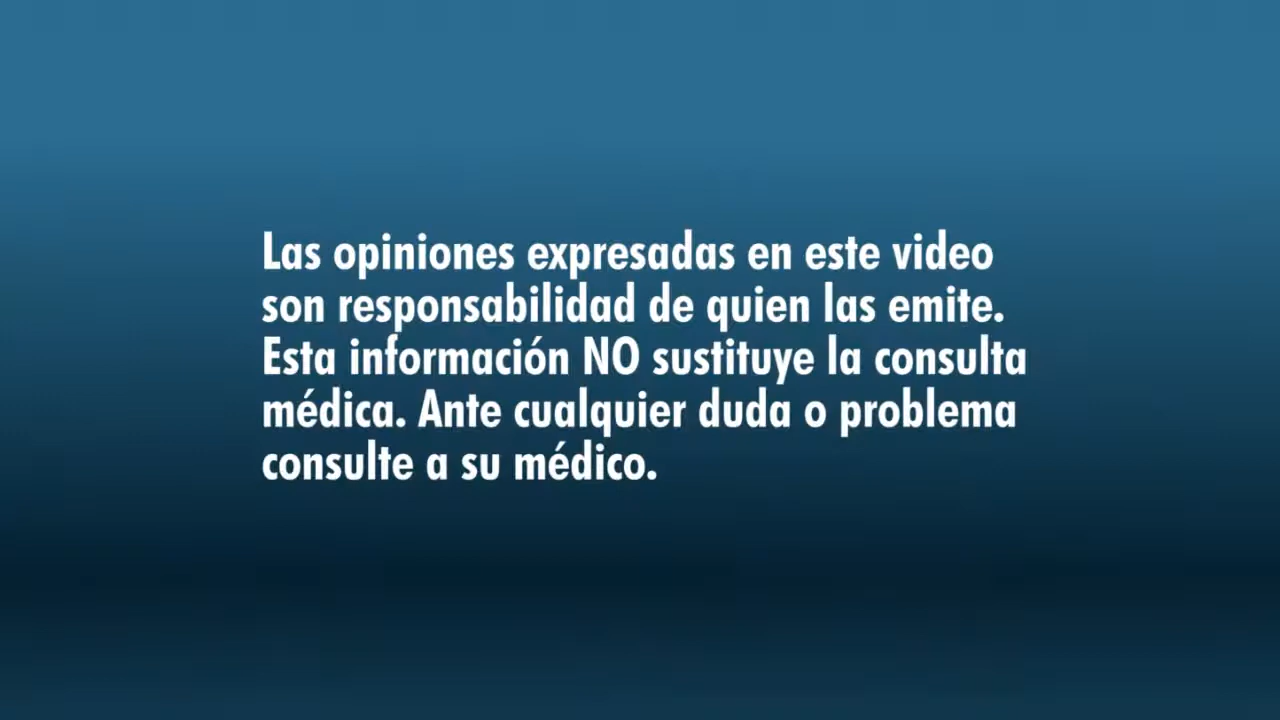 Las opiniones expresadas en este video
son responsabilidad de quien las emite.
Esta información NO sustituye la consulta
médica. Ante cualquier duda o problema
consulte a su médico.